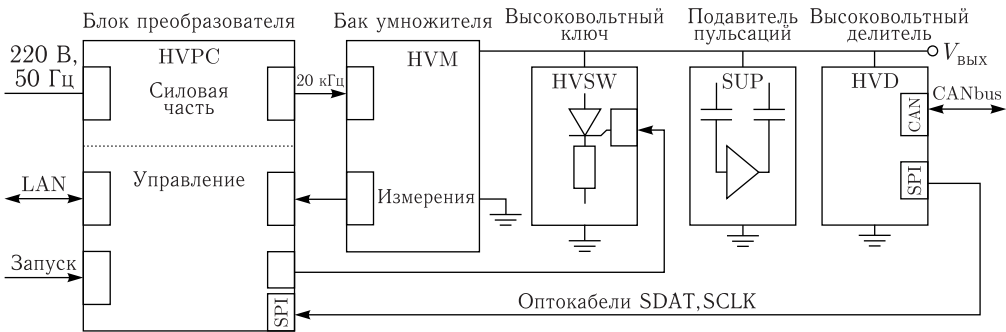 Блок преобразователя
Бак умножителя
Высоковольтный
ключ
Подавитель
пульсаций
Высоковольтный
делитель
220 В,
50 Гц
HVPC
Силовая
часть
20 кГц
HVM
HVSW
SUP
HVD
Vвых
CAN
CANbus
LAN
Управление
Измерения
SPI
Запуск
SPI
Оптокабели SDAT,SCLK